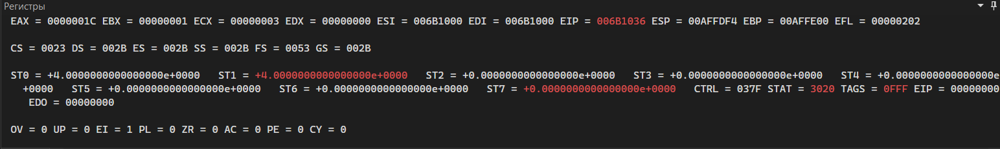 Регистры
EAX = 0000001C EBX = 00000001 ECX = 00000003 EDX = 00000000 ESI = 006B1000 EDI = 006B1000 EIP = 006B1036 ESP = 00AFFDF4 EBP = 00AFFE00 EFL = 00000202
CS = 0023 DS = 002B ES = 002B SS = 002B FS = 0053 GS = 002B
ST0 = +4.0000000000000000e+0000 ST1 = +4.0000000000000000e+0000 ST2 = +0.0000000000000000e+0000 ST3 = +0.0000000000000000e+0000 ST4 = +0.0000000000000000e
+0000 ST5 = +0.0000000000000000e+0000 ST6 = +0.0000000000000000e+0000 ST7 = +0.0000000000000000e+0000 CTRL = 037F STAT = 3020 TAGS = 0FFF EIP = 00000000
EDO = 00000000
OV = 0 UP = 0 EI = 1 PL = 0 ZR = 0 AC = 0 PE = 0 CY = 0